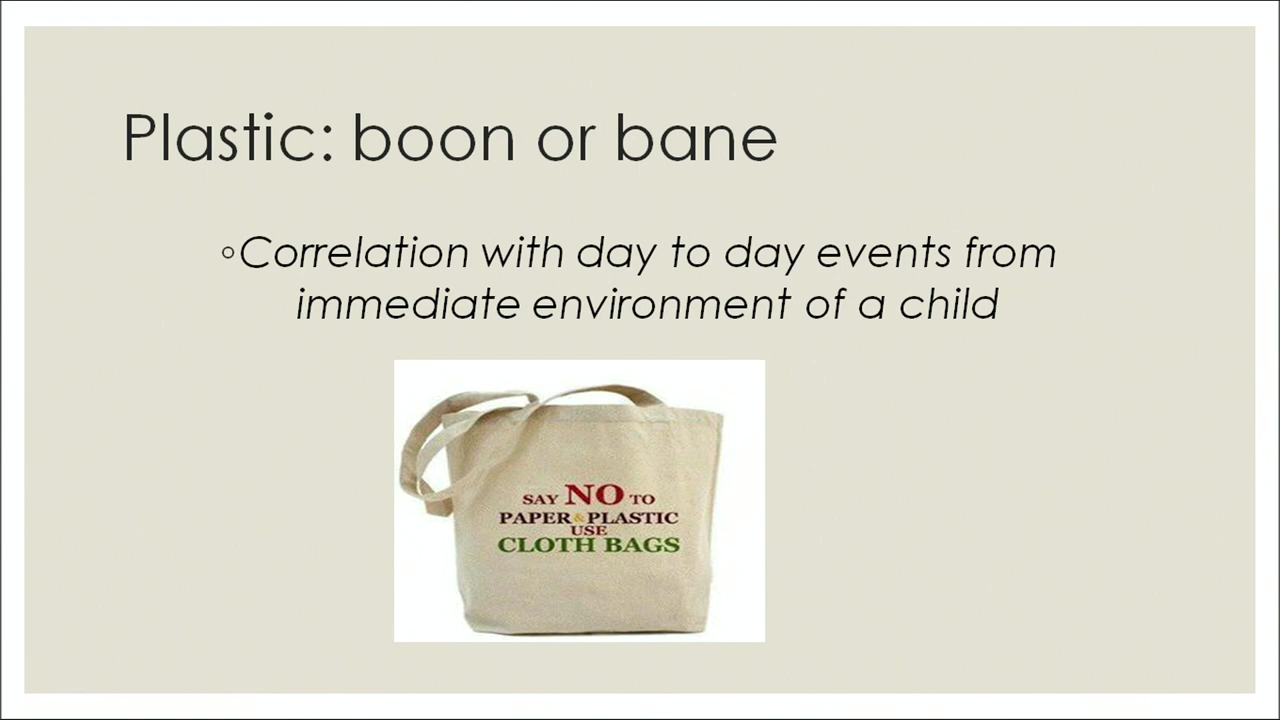 Plastic: boon or bane
◦Correlation with day to day events from
immediate environment of a child
SAY NO TO
PAPER & PLASTIC
USE
CLOTH BAGS